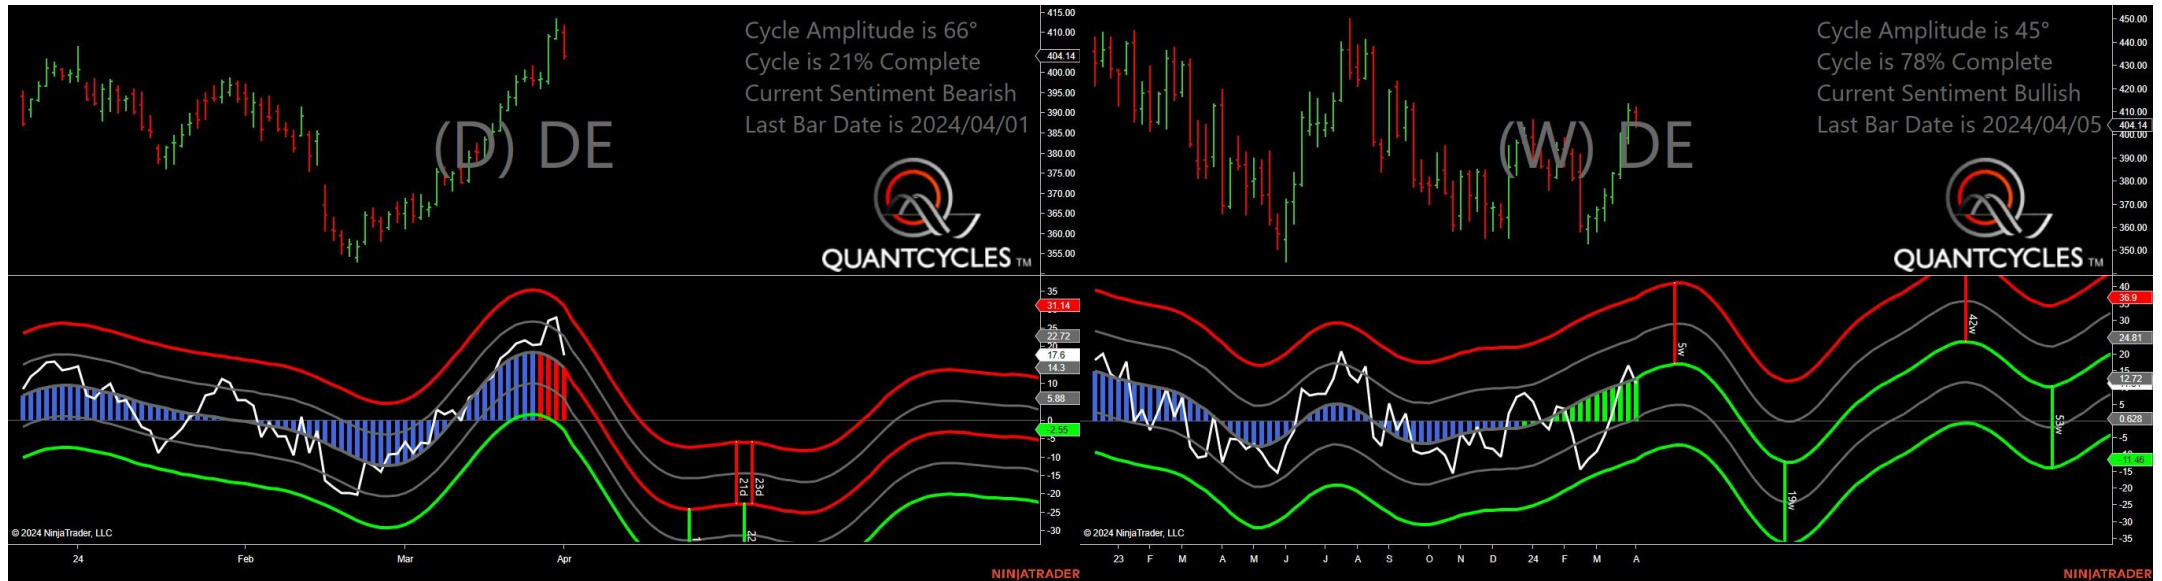 Cycle Amplitude is 66°
Cycle is 21% Complete
Current Sentiment Bearish
Last Bar Date is 2024/04/01
(D) DE
QUANTCYCLES TM
415.00
410.00
404.14
400.00
395.00
390.00
385.00
380.00
375.00
370.00
365.00
360.00
355.00
35
31.14
25
22.72
20
17.6
14.3
10
5.88
0
-2.55
-5
-10
-15
-20
-25
-30
21d
23d
1
22
© 2024 NinjaTrader, LLC
24
Feb
Mar
Apr
NINJATRADER
Cycle Amplitude is 45°
Cycle is 78% Complete
Current Sentiment Bullish
Last Bar Date is 2024/04/05
(W) DE
QUANTCYCLES TM
450.00
440.00
430.00
420.00
410.00
404.14
400.00
390.00
380.00
370.00
360.00
350.00
40
36.9
30
24.81
20
15
12.72
5
0.628
-5
-11.46
-15
-20
-25
-30
-35
5w
19w
42w
53w
© 2024 NinjaTrader, LLC
23
F
M
A
M
J
J
A
S
O
N
D
24
F
M
A
NINJATRADER